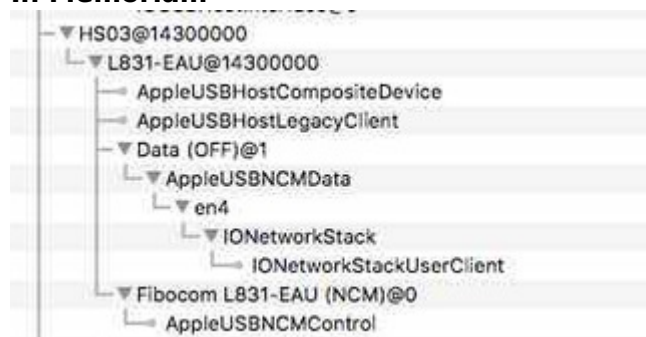 HS03@14300000
L831-EAU@14300000
AppleUSBHostCompositeDevice
AppleUSBHostLegacyClient
Data (OFF)@1
AppleUSBNCMData
en4
IONetworkStack
IONetworkStackUserClient
Fibocom L831-EAU (NCM)@0
AppleUSBNCMControl